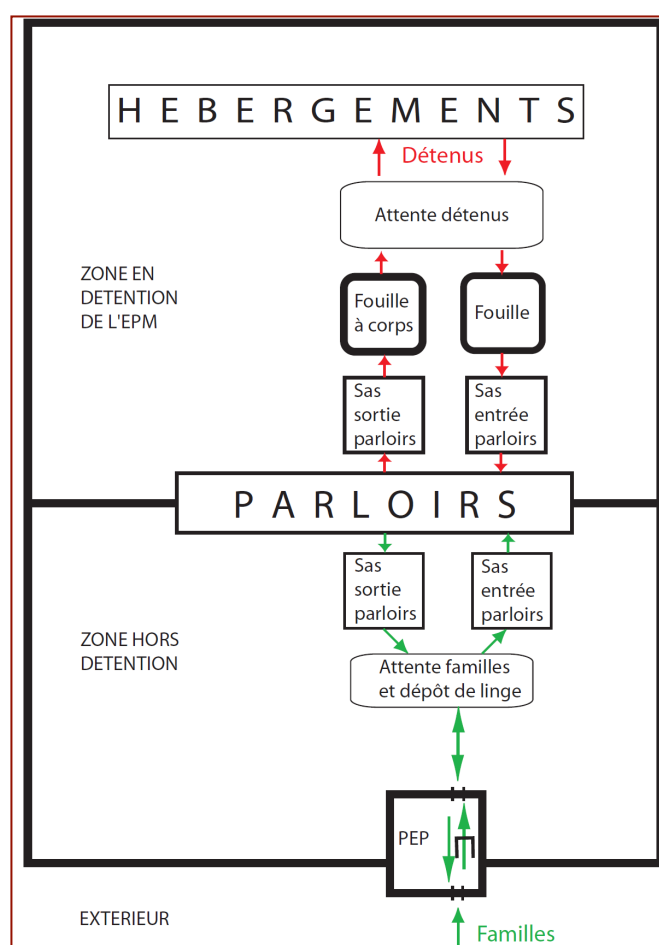 HEBERGEMENTS
Détenus
Attente détenus
ZONE EN
DETENTION
DE L'EPM
Fouille
à corps
Fouille
Sas
sortie
parloirs
Sas
entrée
parloirs
PARLOIRS
Sas
sortie
parloirs
Sas
entrée
parloirs
ZONE HORS
DETENTION
Attente familles
et dépôt de linge
PEP
EXTERIEUR
Familles